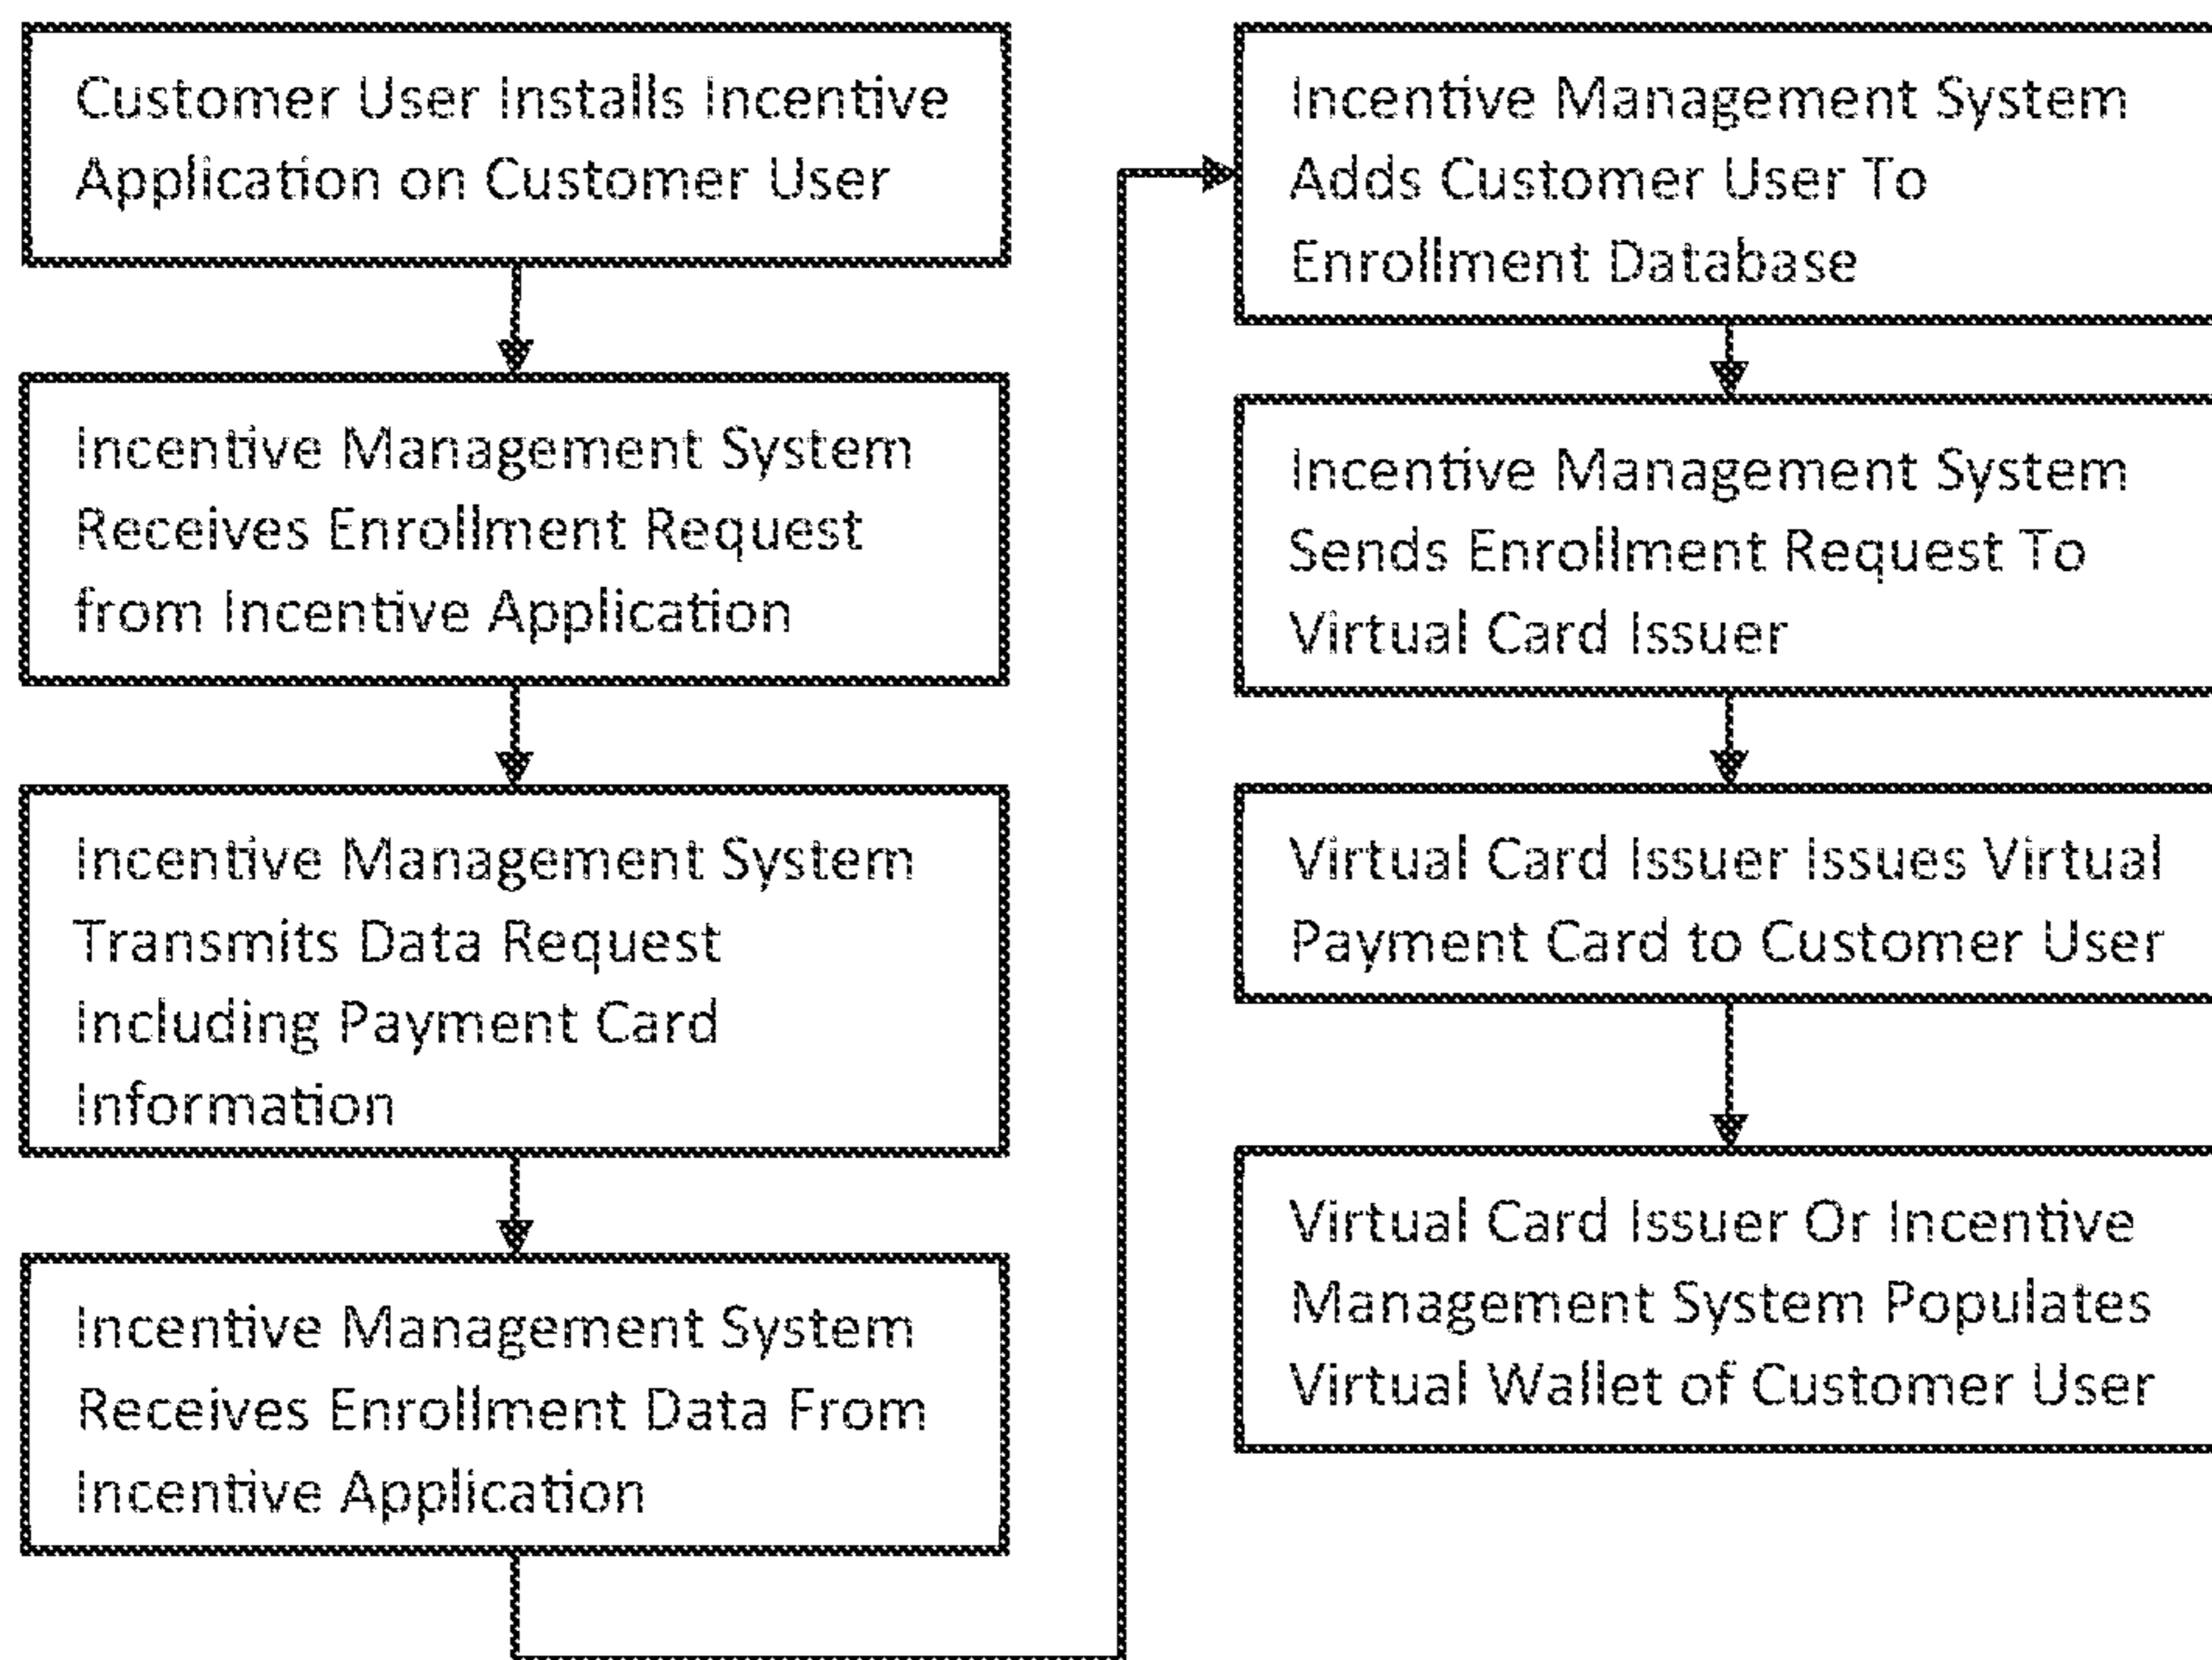 Customer User Installs Incentive
Application on Customer User
Incentive Management System
Receives Enrollment Request
from Incentive Application
Incentive Management System
Transmits Data Request
Including Payment Card
Information
Incentive Management System
Receives Enrollment Data From
Incentive Application
Incentive Management System
Adds Customer User To
Enrollment Database
Incentive Management System
Sends Enrollment Request To
Virtual Card Issuer
Virtual Card Issuer Issues Virtual
Payment Card to Customer User
Virtual Card Issuer Or Incentive
Management System Populates
Virtual Wallet of Customer User